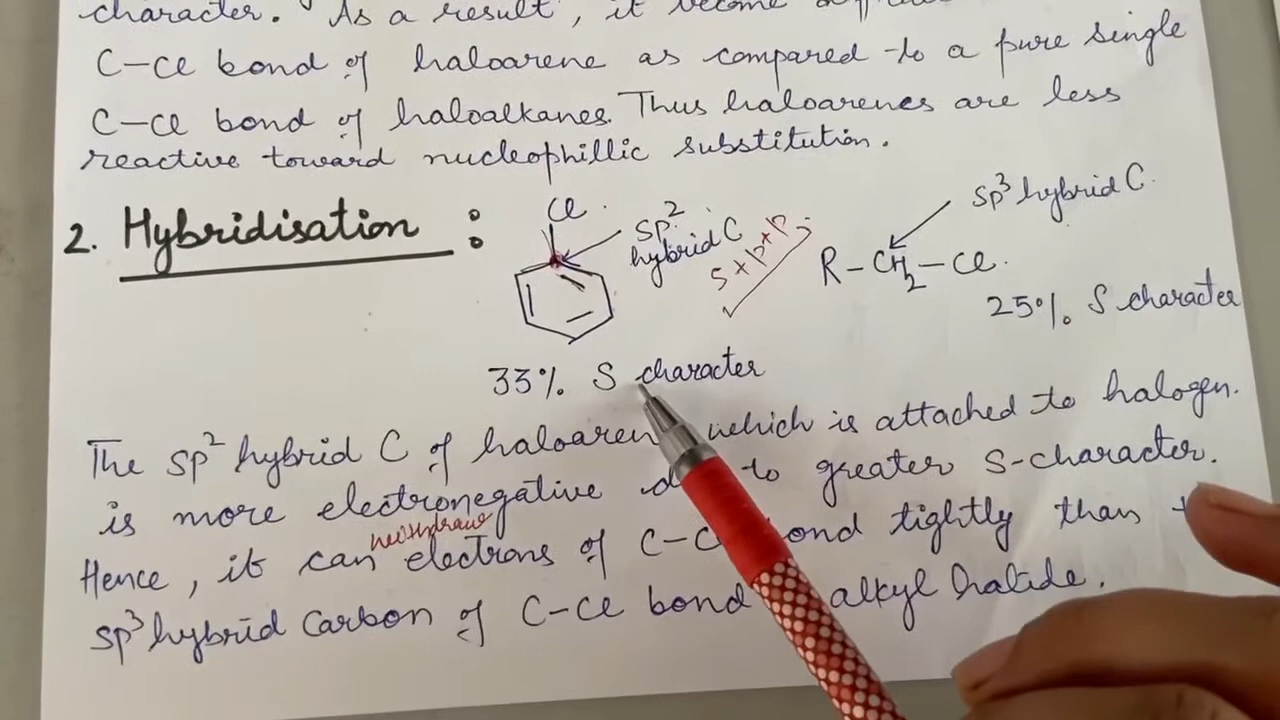 character. As a result, it become
C-Cl bond of haloarene as compared to a pure single
C-Cl bond of haloalkanes. Thus haloarenes are less
reactive toward nucleophillic substitution.
2. Hybridisation :
Cl
sp² hybrid C
s+p+p
sp³ hybrid C
R-CH₂-Cl
33% S character
25% S character
The sp² hybrid C of haloaren which is attached to halogen.
is more electronegative to greater S-character.
withdraw
Hence, it can electrons of C-C bond tightly than
sp³ hybrid carbon of C-Cl bond alkyl halide.